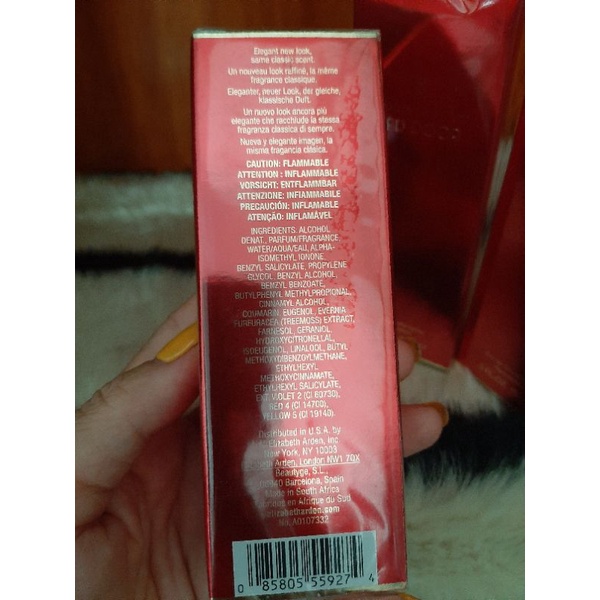 Elegant new look,
same classic scent.
Un nouveau look raffiné, la même
fragrance classique.
Eleganter, neuer Look, der gleiche,
klassische Duft.
Un nuovo look ancora più
elegante che racchiude la stessa
fragranza classica di sempre.
Nueva y elegante imagen, la
misma fragancia clásica.
CAUTION: FLAMMABLE
ATTENTION : INFLAMMABLE
VORSICHT: ENTFLAMMBAR
ATTENZIONE: INFIAMMABILE
PRECAUCIÓN: INFLAMABLE
ATENÇÃO: INFLAMÁVEL
INGREDIENTS: ALCOHOL
DENAT., PARFUM/FRAGRANCE
WATER/AQUA/EAU, ALPHA-
ISOMETHYL IONONE,
BENZYL SALICYLATE, PROPYLENE
GLYCOL, BENZYL ALCOHOL,
BENZYL BENZOATE,
BUTYLPHENYL METHYLPROPIONAL,
CINNAMYL ALCOHOL,
COUMARIN, EUGENOL, EVERNIA
FURFURACEA (TREEMOSS) EXTRACT,
FARNESOL, GERANIOL,
HYDROXYCITRONELLAL,
ISOEUGENOL, LINALOOL, BUTYL
METHOXYDIBENZOYLMETHANE,
ETHYLHEXYL
METHOXYCINNAMATE,
ETHYLHEXYL SALICYLATE,
EXT. VIOLET 2 (CI 60730),
RED 4 (CI 14700),
YELLOW 5 (CI 19140).
Distributed in U.S.A. by
Elizabeth Arden, Inc
New York, NY 10003
Arden, London NW1 7QX
Beautyge, S.L.,
Barcelona, Spain
Made in South Africa
en Afrique du Sud
elizabetharden.com
No. A0107332
0 85805 55927 4